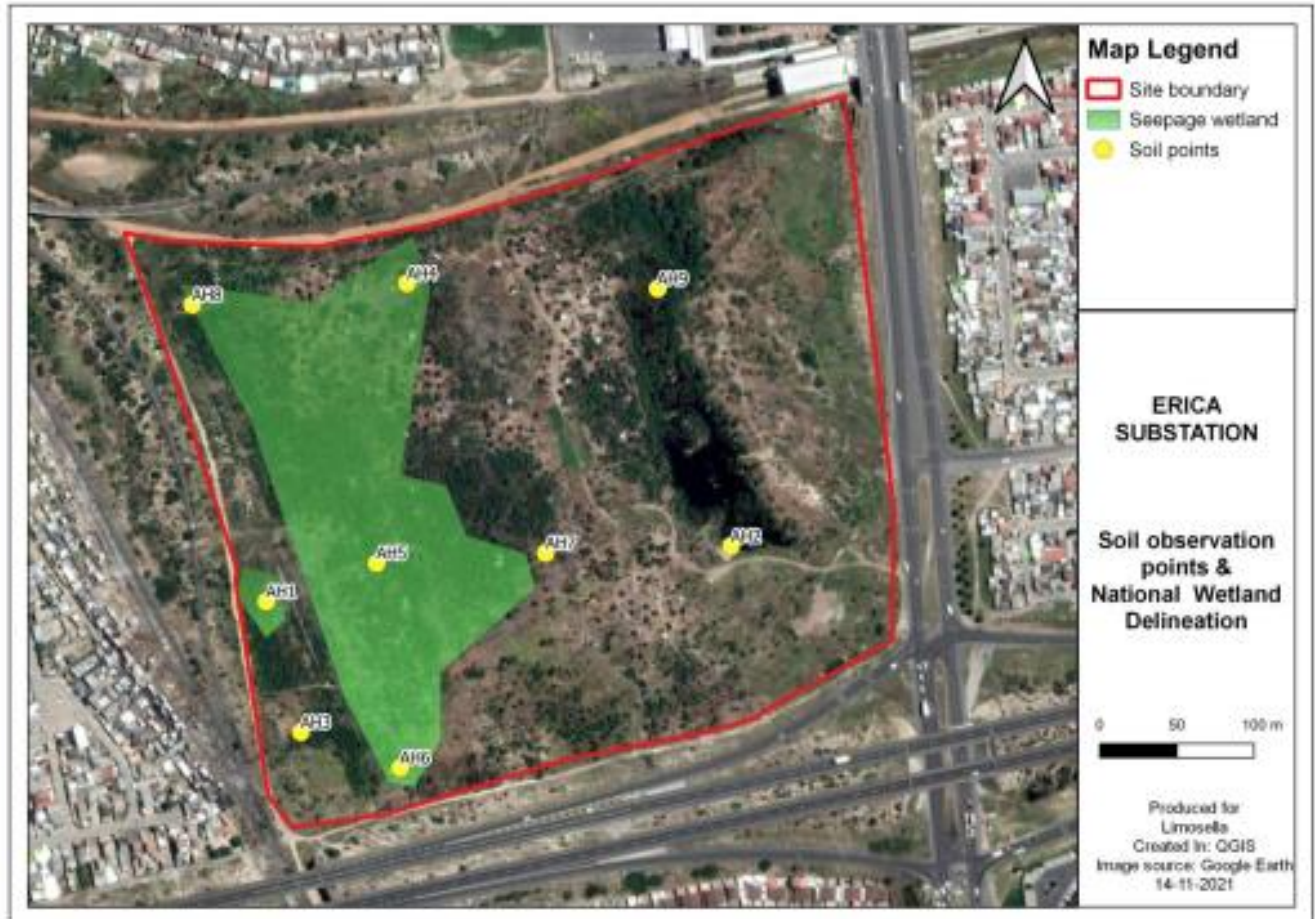 Map Legend
Site boundary
Seepage wetland
Soil points
AH4
AH8
AH9
AH7
AH2
AH5
AH1
AH3
AH6
ERICA
SUBSTATION
Soil observation
points &
National Wetland
Delineation
0 50 100 m
Produced for
Limosella
Created In: QGIS
Image source: Google Earth
14-11-2021